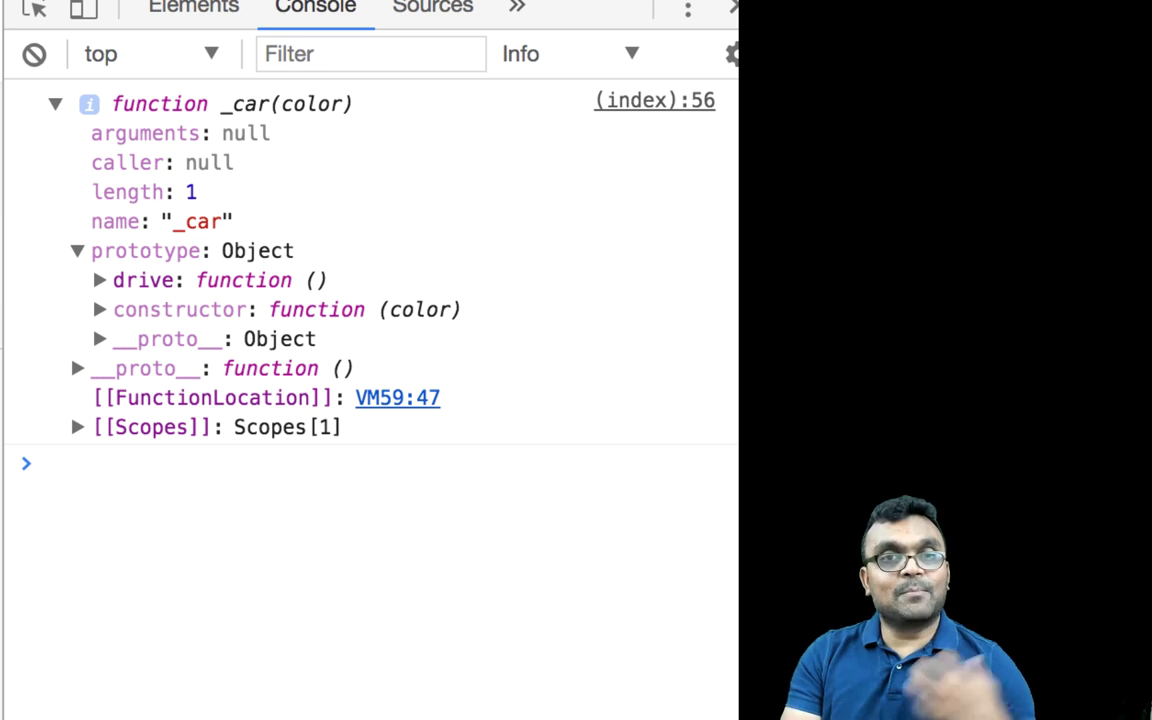 Elements Console Sources »
top Filter Info
i function _car(color) (index):56
arguments: null
caller: null
length: 1
name: "_car"
prototype: Object
drive: function ()
constructor: function (color)
__proto__: Object
__proto__: function ()
[[FunctionLocation]]: VM59:47
[[Scopes]]: Scopes[1]
>